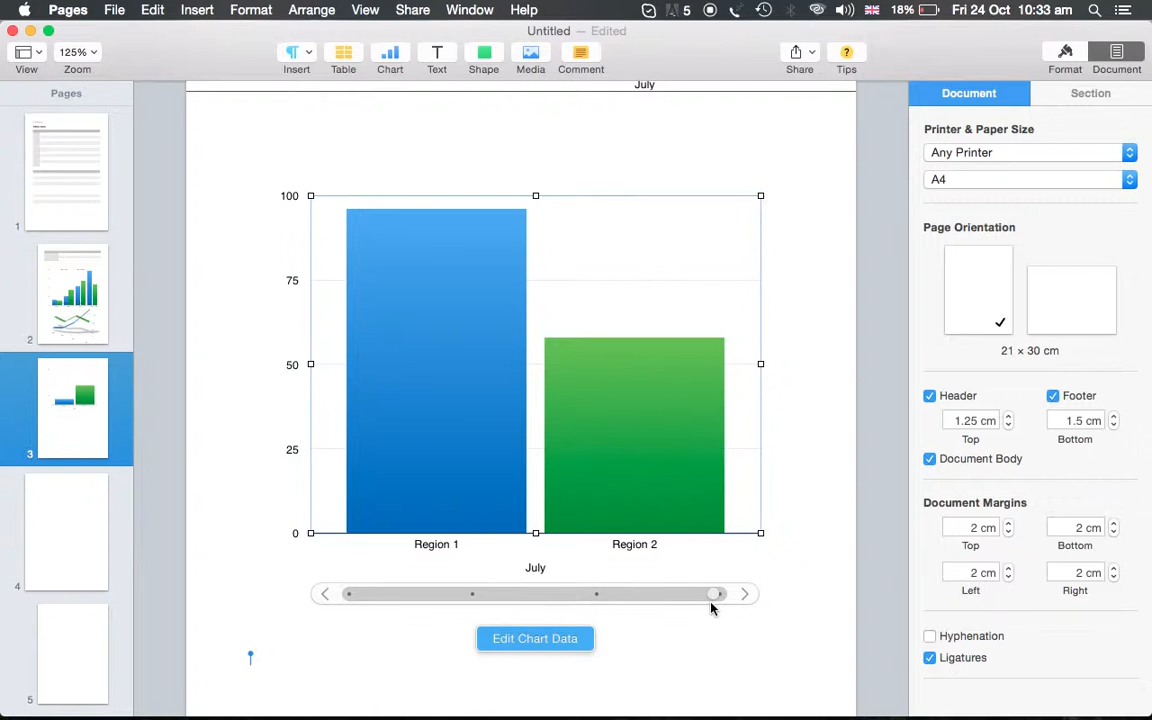 Pages File Edit Insert Format Arrange View Share Window Help 5 18% Fri 24 Oct 10:33 am
Untitled — Edited
125%
View Zoom Insert Table Chart Text Shape Media Comment Share Tips Format Document
Pages
1
2
3
4
5
July
100
75
50
25
0
Region 1 Region 2
July
Edit Chart Data
Document Section
Printer & Paper Size
Any Printer
A4
Page Orientation
21 × 30 cm
Header Footer
1.25 cm 1.5 cm
Top Bottom
Document Body
Document Margins
2 cm 2 cm
Top Bottom
2 cm 2 cm
Left Right
Hyphenation
Ligatures